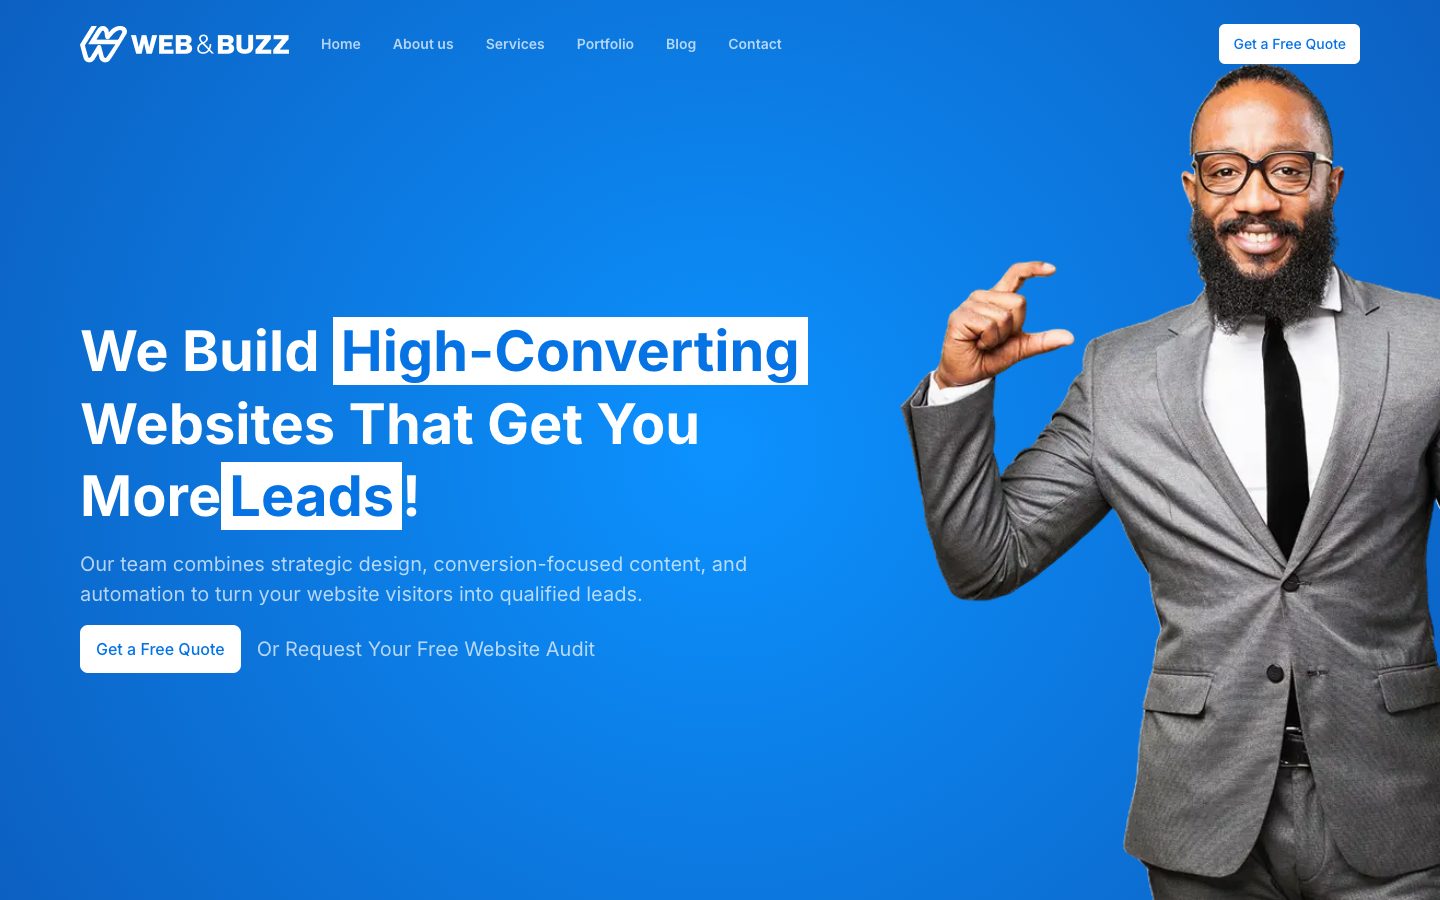 WEB & BUZZ
Home
About us
Services
Portfolio
Blog
Contact
Get a Free Quote
We Build High-Converting
Websites That Get You
More Leads!
Our team combines strategic design, conversion-focused content, and
automation to turn your website visitors into qualified leads.
Get a Free Quote
Or Request Your Free Website Audit